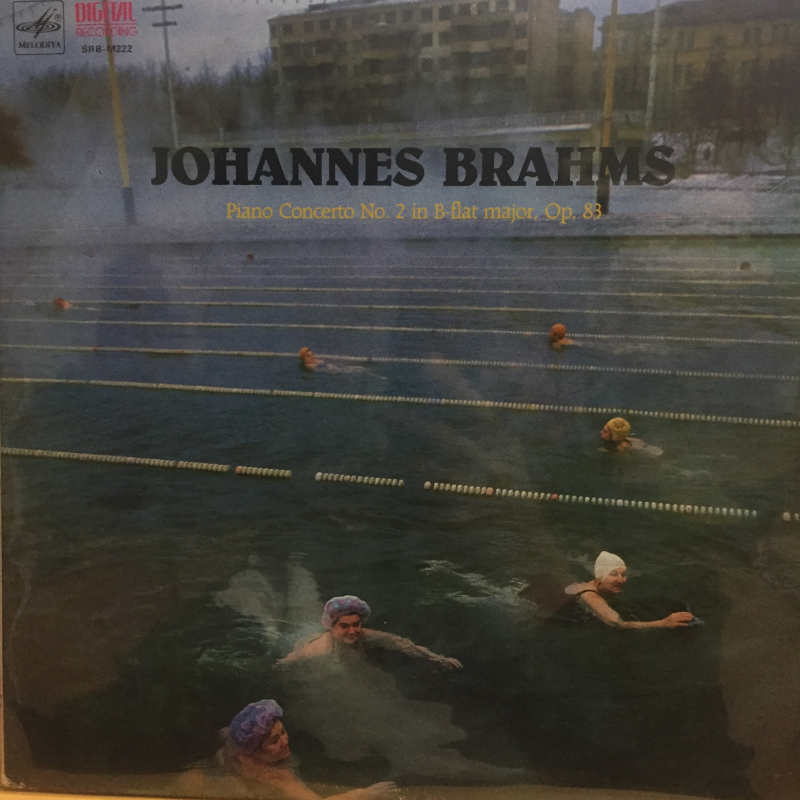 DIGITAL
RECORDING
MELODIYA
SRB-M222
JOHANNES BRAHMS
Piano Concerto No. 2 in B-flat major, Op. 83